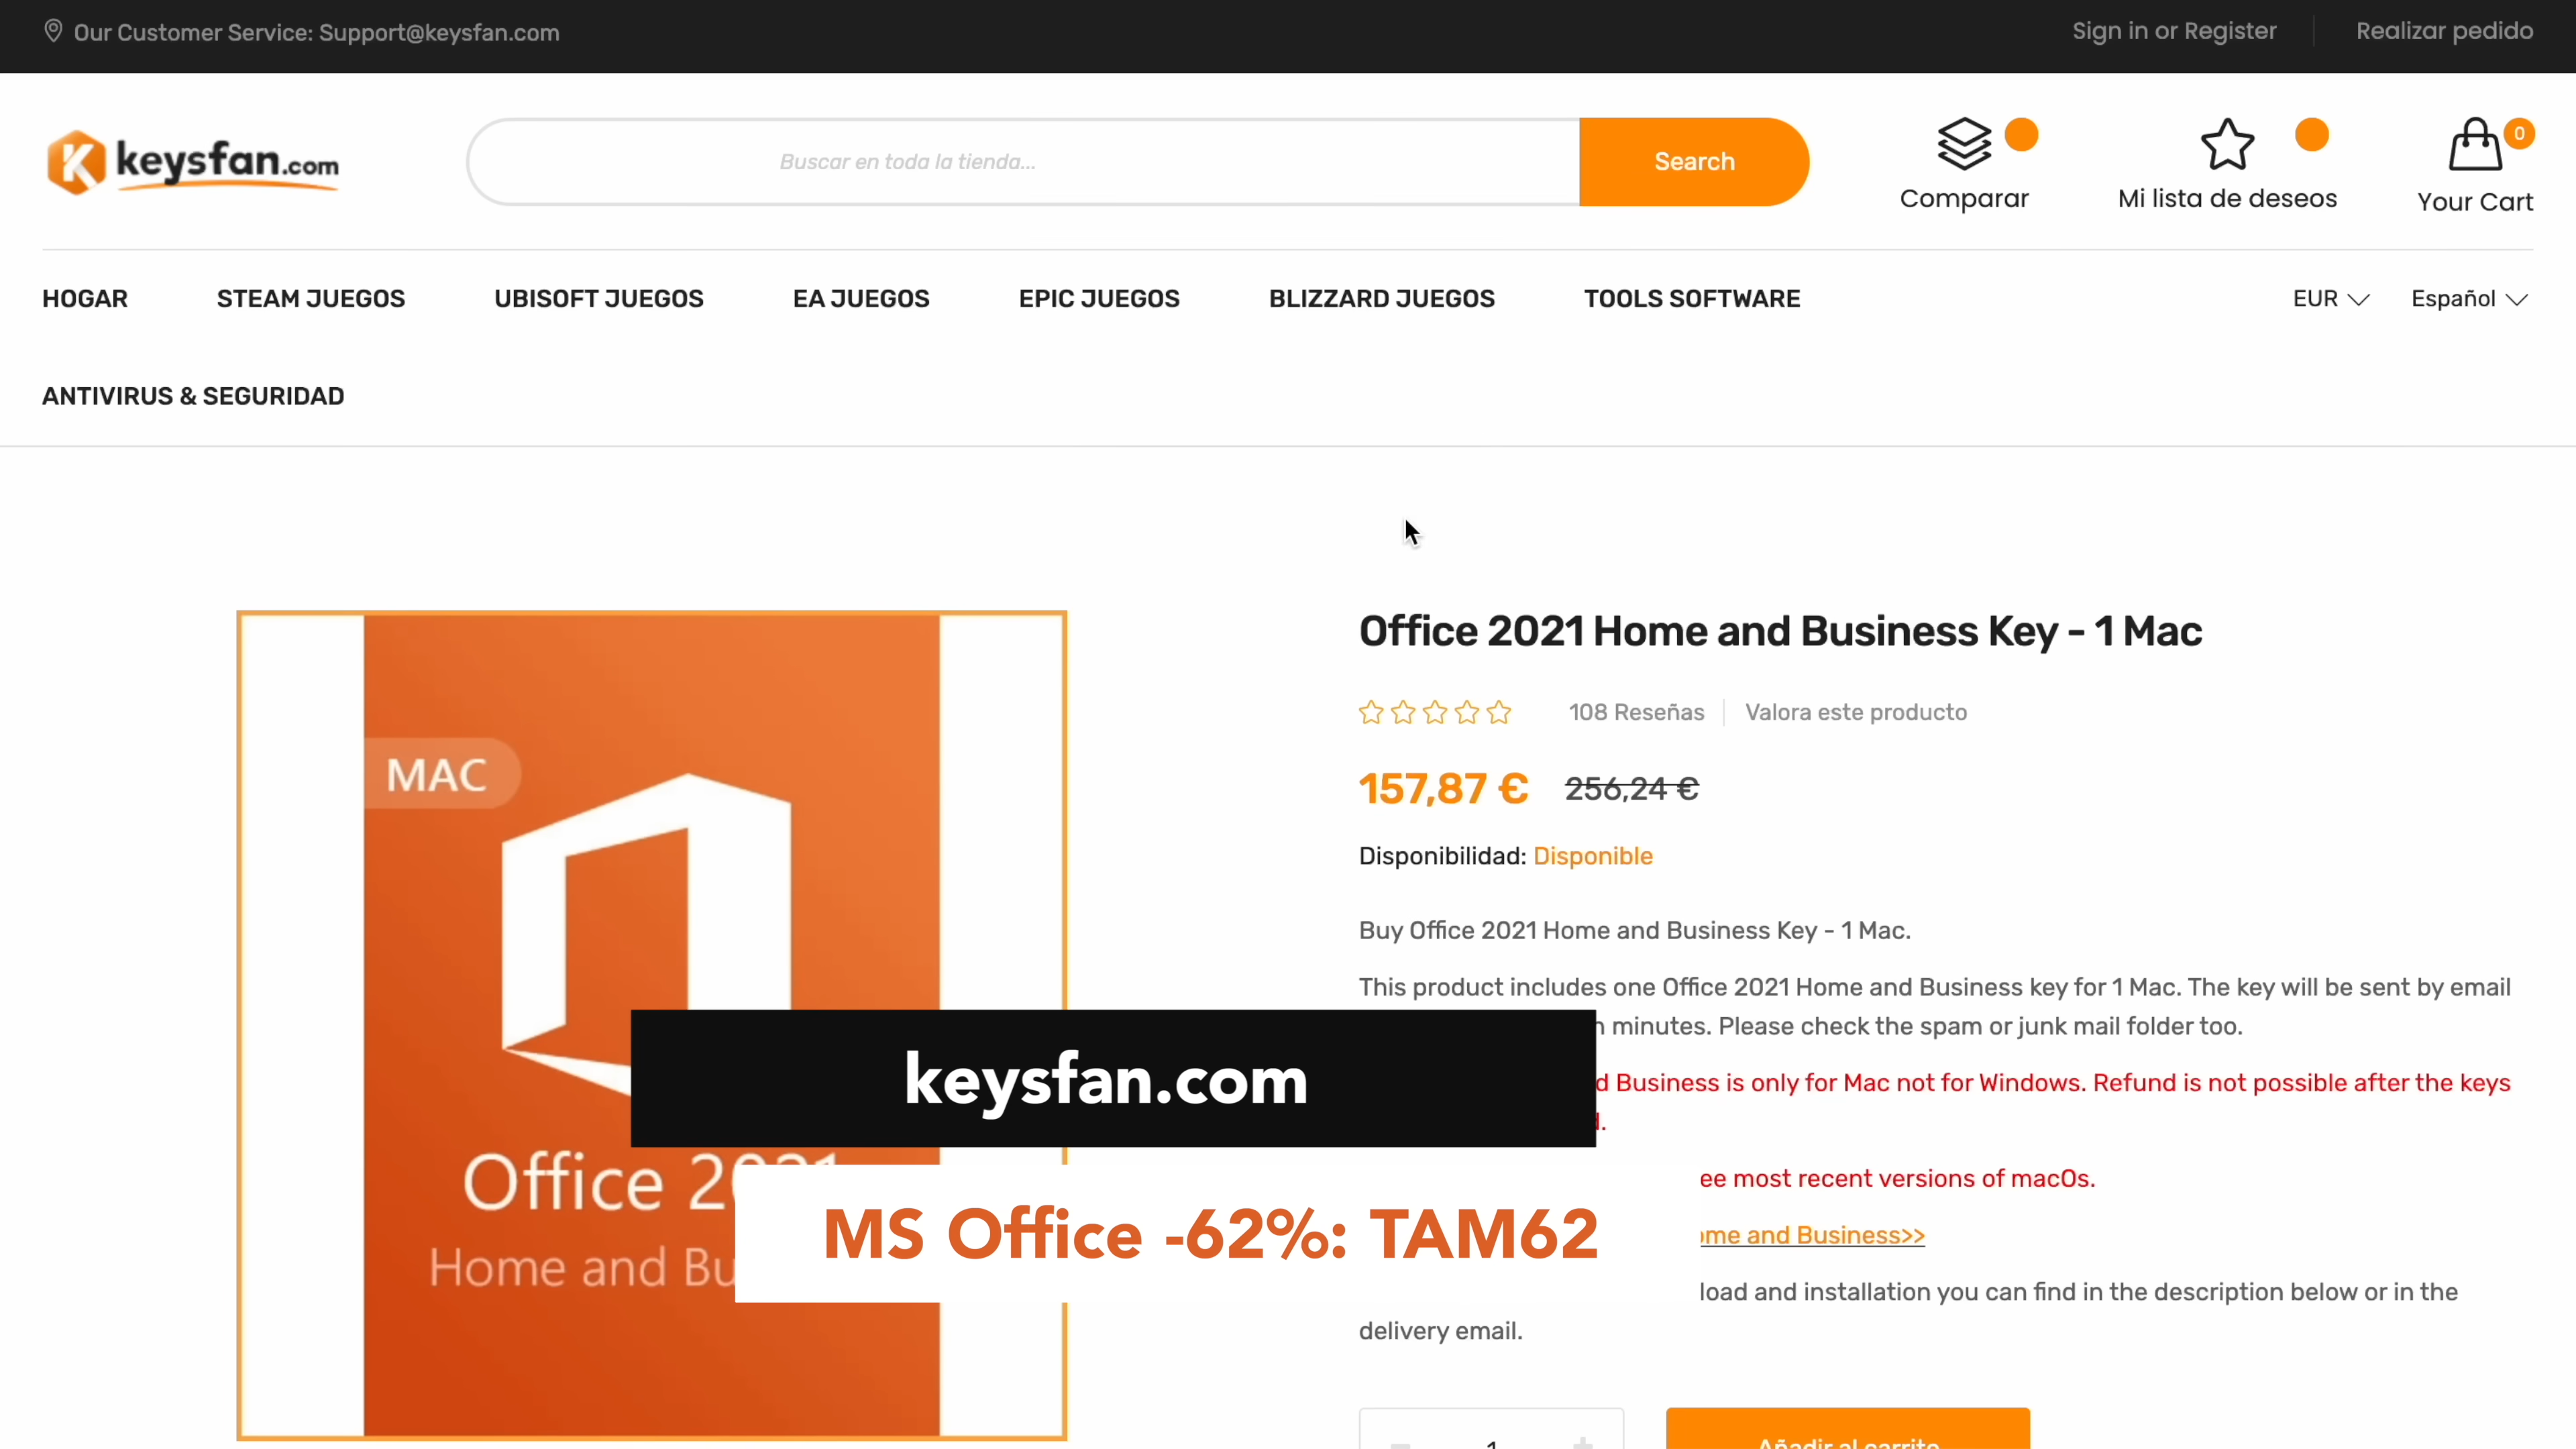 Our Customer Service: Support@keysfan.com
Sign in or Register
Realizar pedido
keysfan.com
Buscar en toda la tienda...
Search
Comparar
Mi lista de deseos
0
Your Cart
HOGAR
STEAM JUEGOS
UBISOFT JUEGOS
EA JUEGOS
EPIC JUEGOS
BLIZZARD JUEGOS
TOOLS SOFTWARE
EUR
Español
ANTIVIRUS & SEGURIDAD
Office 2021 Home and Business Key - 1 Mac
108 Reseñas
Valora este producto
157,87 € 256,24 €
Disponibilidad: Disponible
Buy Office 2021 Home and Business Key - 1 Mac.
This product includes one Office 2021 Home and Business key for 1 Mac. The key will be sent by email
minutes. Please check the spam or junk mail folder too.
Business is only for Mac not for Windows. Refund is not possible after the keys
most recent versions of macOs.
and Business>>
and installation you can find in the description below or in the
delivery email.
1
Añadir al carrito
MAC
Office 2021
Home and
keysfan.com
MS Office -62%: TAM62